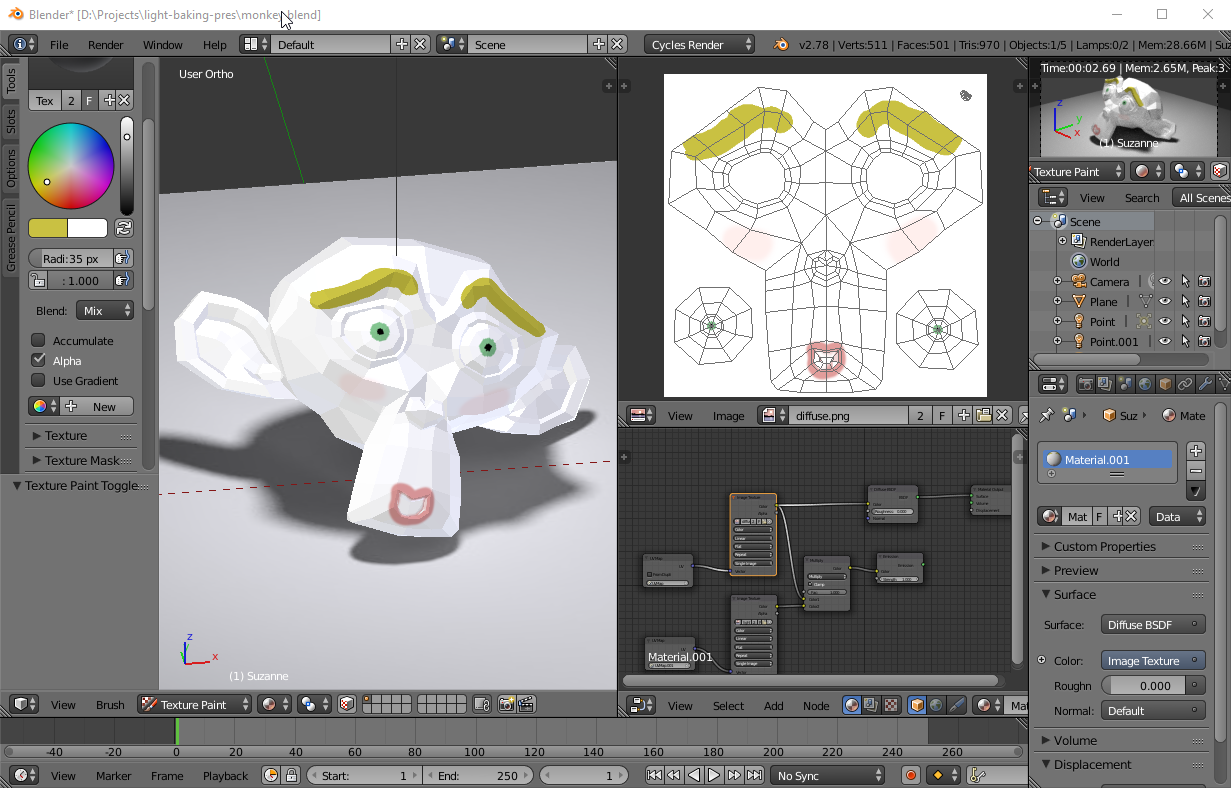 Blender* [D:\Projects\light-baking-pres\monkey.blend]
File Render Window Help Default Scene Cycles Render v2.78 | Verts:511 | Faces:501 | Tris:970 | Objects:1/5 | Lamps:0/2 | Mem:28.66M | Suz
Tools
Slots
Options
Grease Pencil
Tex 2 F
Radi:35 px
: 1.000
Blend: Mix
Accumulate
Alpha
Use Gradient
New
Texture
Texture Mask
Texture Paint Toggle
User Ortho
z
x
(1) Suzanne
View Brush Texture Paint
View Image diffuse.png 2 F
Material.001
View Select Add Node Mat
Time:00:02.69 | Mem:2.65M, Peak:3.
z
y
x
(1) Suzanne
Texture Paint
View Search All Scenes
Scene
RenderLayer
World
Camera
Plane
Point
Point.001
Suz Mate
Material.001
Mat F Data
Custom Properties
Preview
Surface
Surface: Diffuse BSDF
Color: Image Texture
Roughn 0.000
Normal: Default
Volume
Displacement
-40 -20 0 20 40 60 80 100 120 140 160 180 200 220 240 260
View Marker Frame Playback Start: 1 End: 250 1 No Sync